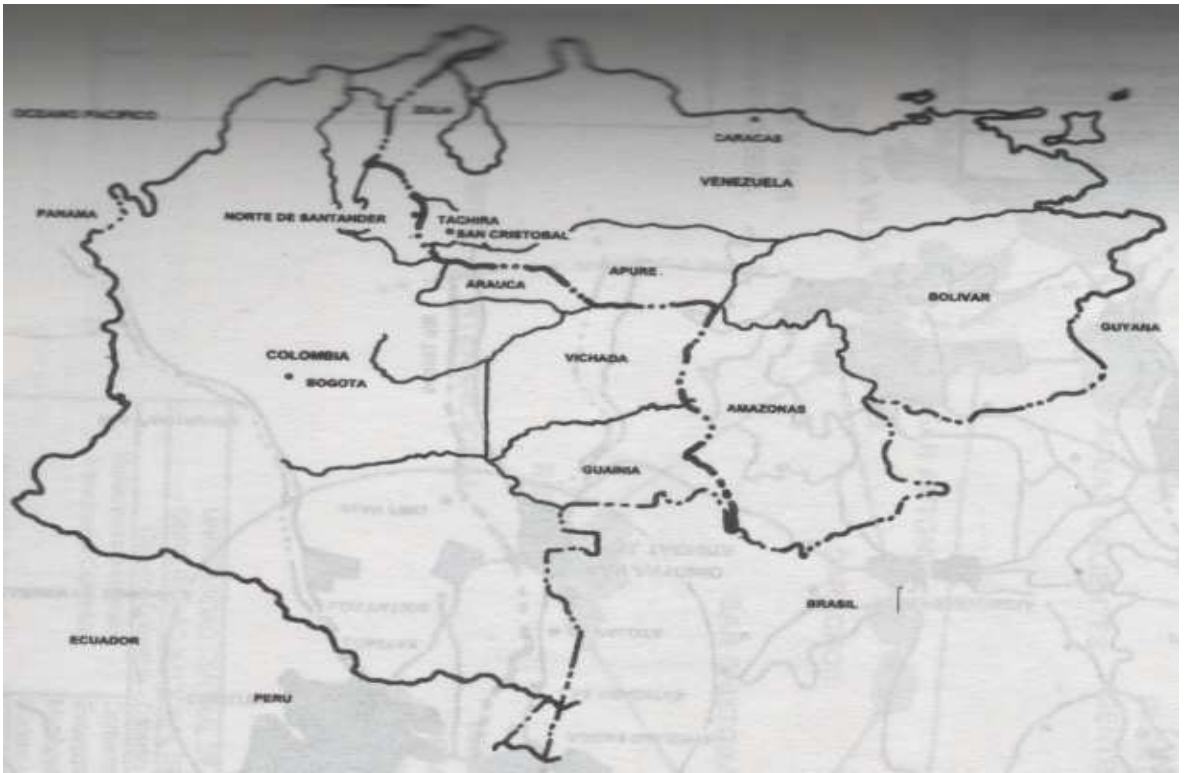 OCEANO PACIFICO
ZULIA
CARACAS
VENEZUELA
PANAMA
NORTE DE SANTANDER
TACHIRA
SAN CRISTOBAL
APURE
ARAUCA
BOLIVAR
GUYANA
COLOMBIA
BOGOTA
VICHADA
AMAZONAS
GUAINIA
BRASIL
ECUADOR
PERU